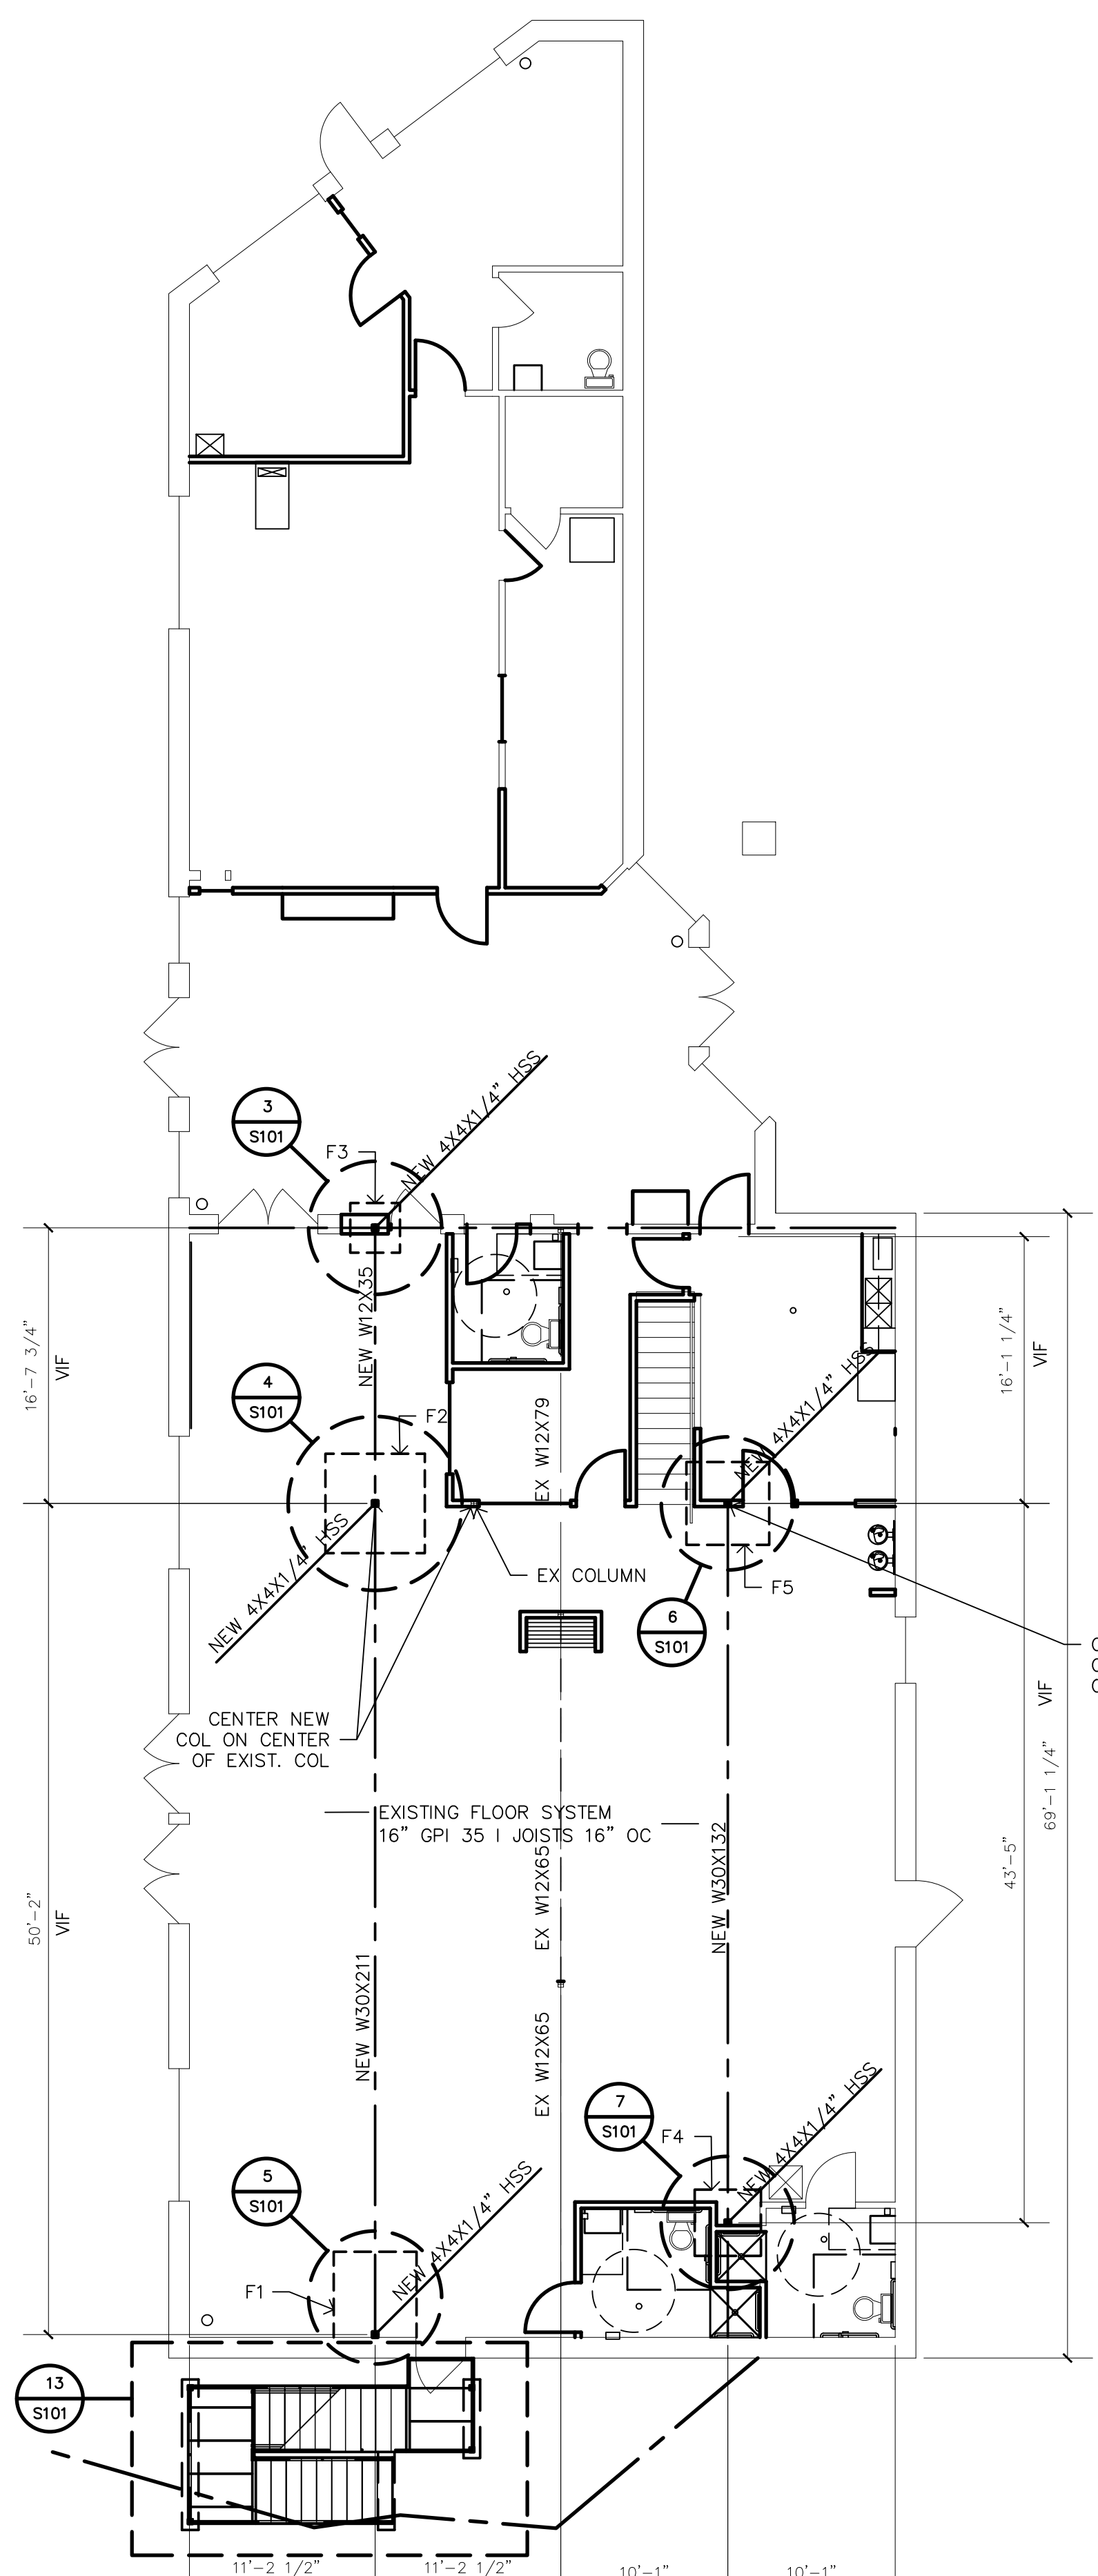 3
S101
F3
NEW 4X4X1/4" HSS
NEW W12X35
16'-7 3/4"
VIF
16'-1 1/4"
VIF
4
S101
F2
EX W12X79
NEW 4X4X1/4" HSS
NEW 4X4X1/4" HSS
EX COLUMN
F5
6
S101
CENTER NEW
COL ON CENTER
OF EXIST. COL
VIF
69'-1 1/4"
EXISTING FLOOR SYSTEM
16" GPI 35 I JOISTS 16" OC
EX W12X65
NEW W30X132
43'-5"
50'-2"
VIF
NEW W30X211
EX W12X65
7
S101
F4
NEW 4X4X1/4" HSS
5
S101
NEW 4X4X1/4" HSS
F1
13
S101
11'-2 1/2"
11'-2 1/2"
10'-1"
10'-1"